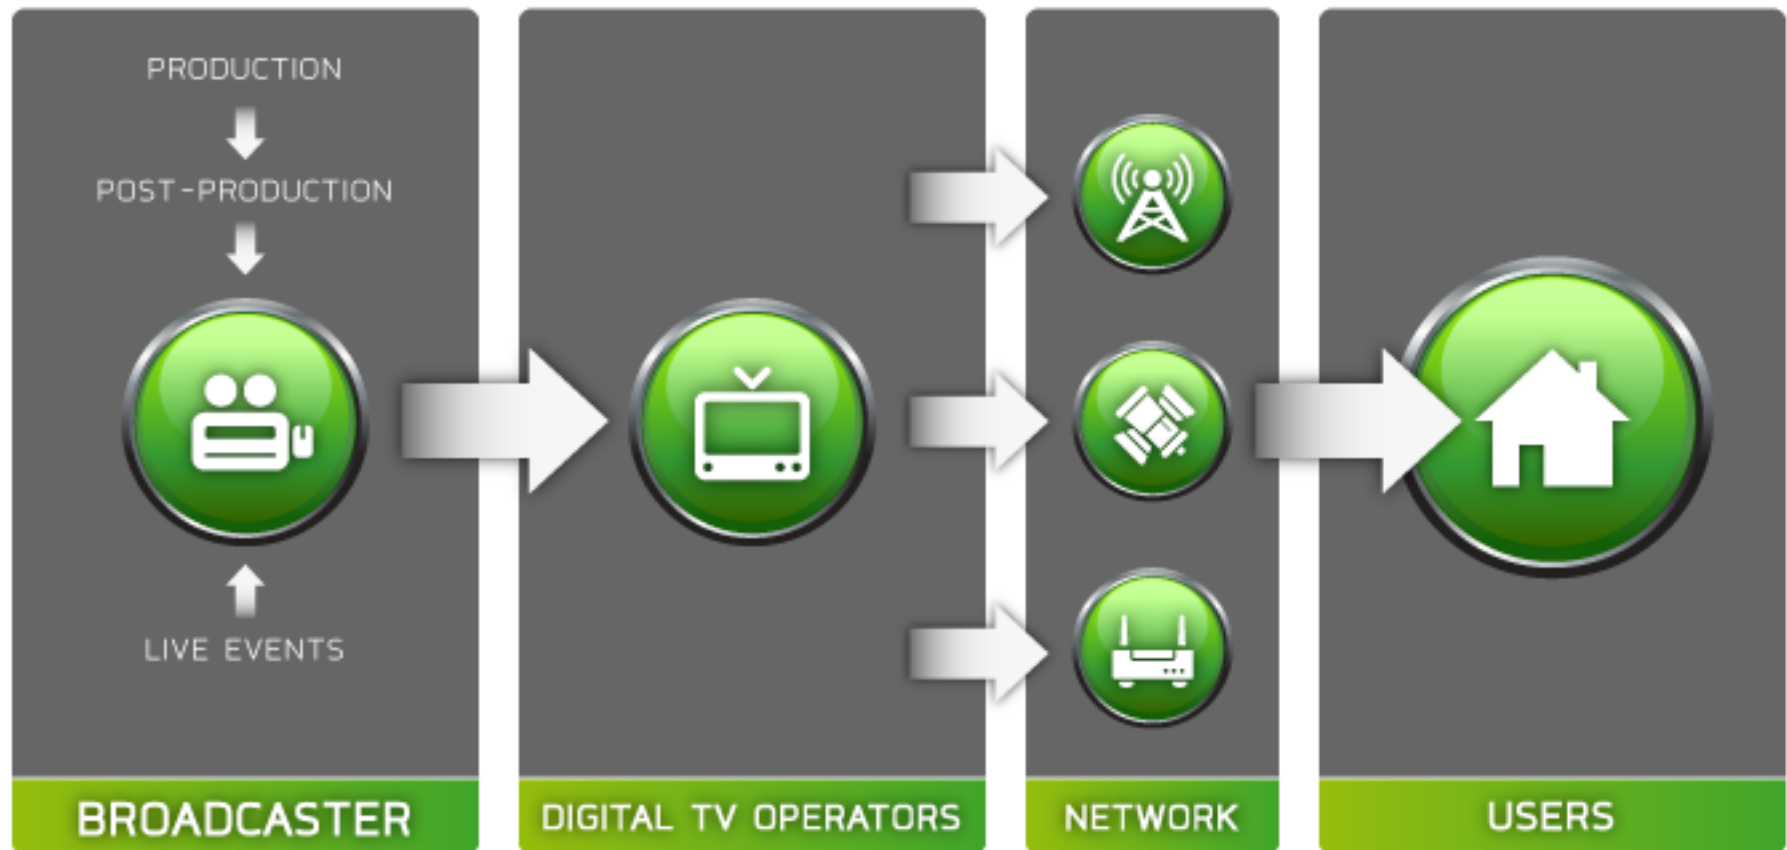 PRODUCTION
POST-PRODUCTION
LIVE EVENTS
BROADCASTER
DIGITAL TV OPERATORS
NETWORK
USERS